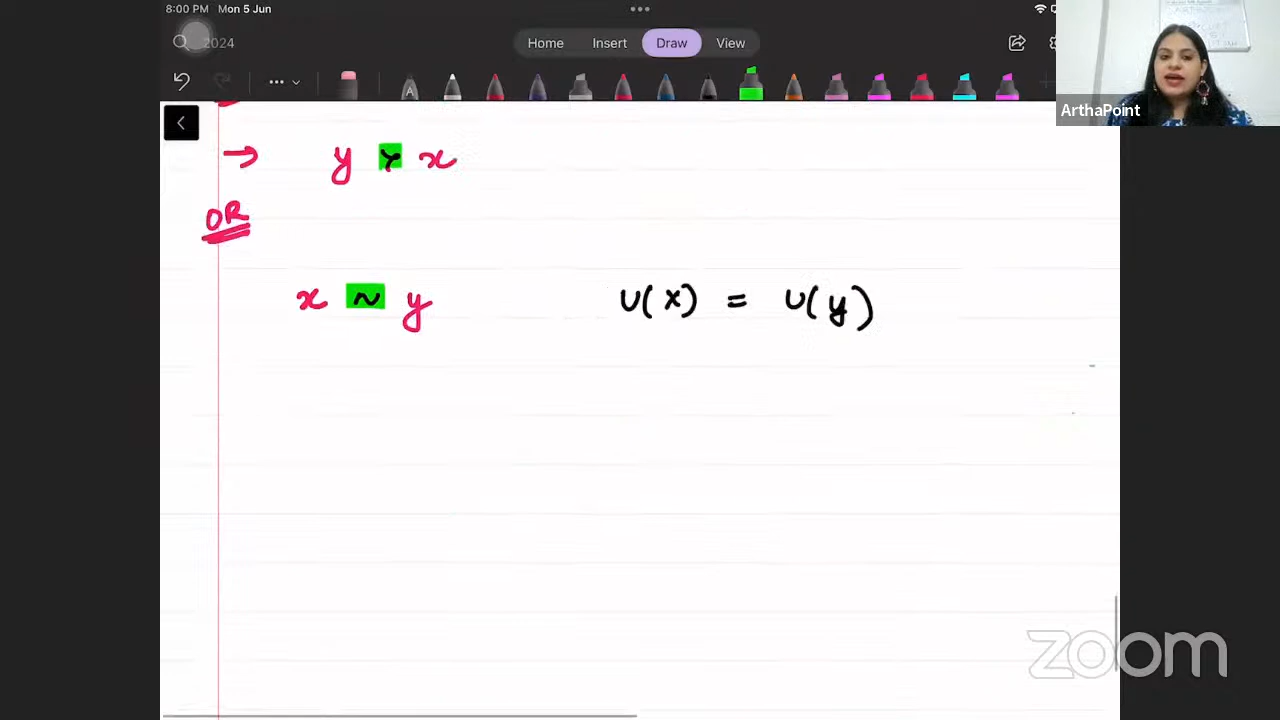 8:00 PM Mon 5 Jun
2024
Home Insert Draw View
A
ArthaPoint
→ y ≻ x
OR
x ~ y U(x) = U(y)
zoom